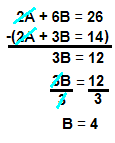 2A + 6B = 26
-(2A + 3B = 14)
3B = 12
3B = 12
3 3
B = 4